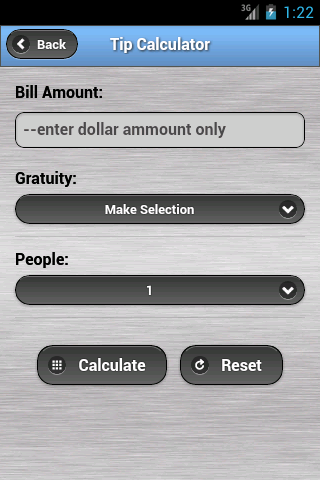 3G 1:22
Back Tip Calculator
Bill Amount:
--enter dollar ammount only
Gratuity:
Make Selection
People:
1
Calculate Reset